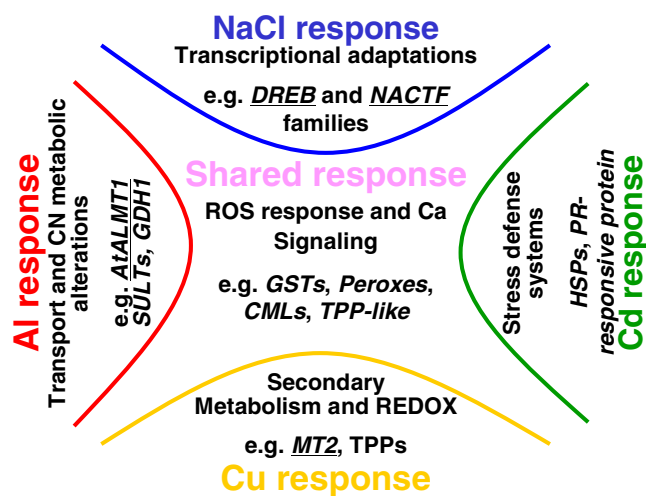 NaCl response
Transcriptional adaptations
e.g. DREB and NACTF
families
Al response
Transport and CN metabolic
alterations
e.g. AtALMT1
SULTs, GDH1
Shared response
ROS response and Ca
Signaling
e.g. GSTs, Peroxes,
CMLs, TPP-like
Stress defense
systems
HSPs, PR-
responsive protein
Cd response
Secondary
Metabolism and REDOX
e.g. MT2, TPPs
Cu response